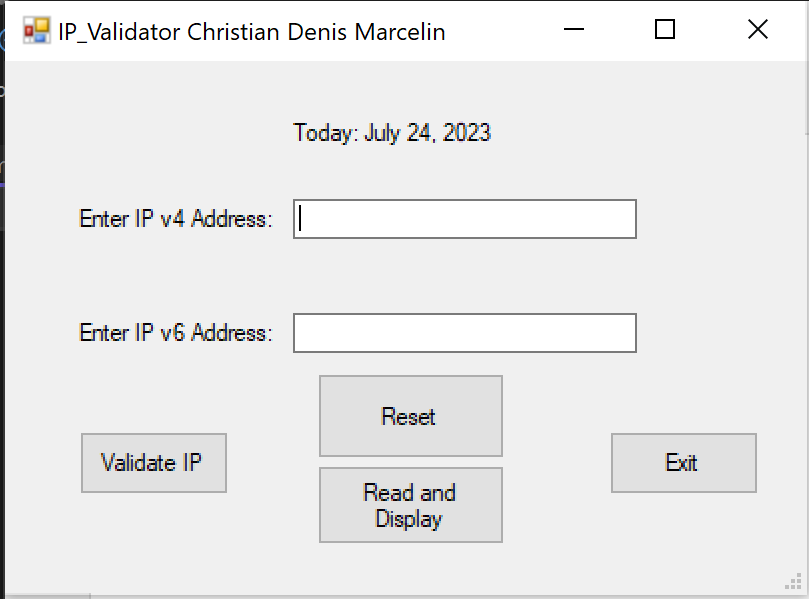 IP_Validator Christian Denis Marcelin
Today: July 24, 2023
Enter IP v4 Address:
Enter IP v6 Address:
Reset
Validate IP
Exit
Read and
Display